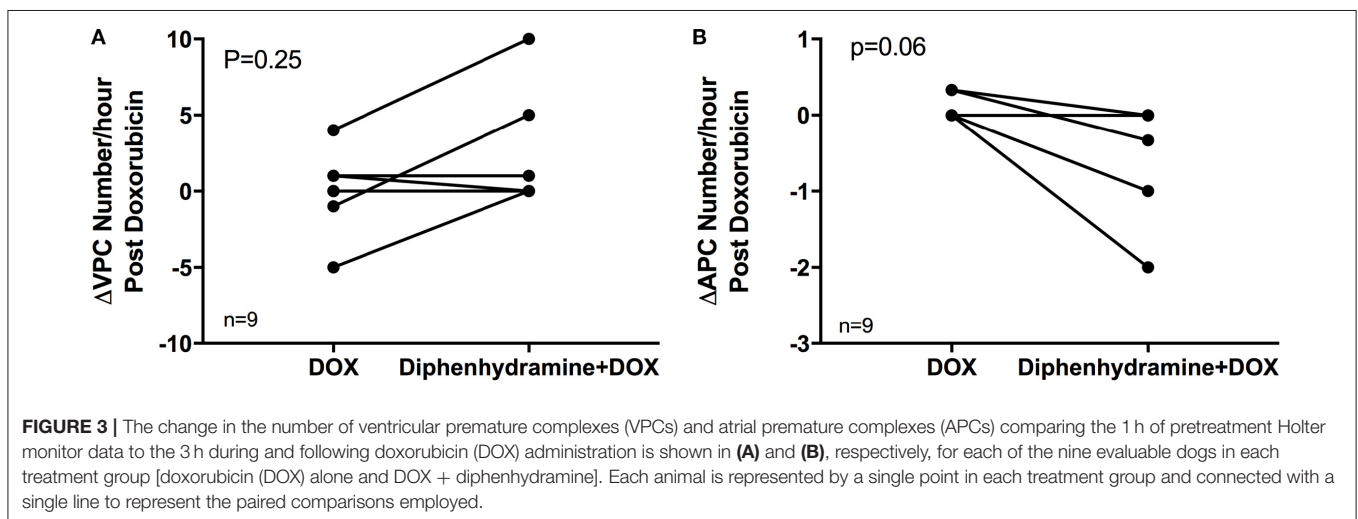 A
P=0.25
ΔVPC Number/hour
Post Doxorubicin
10
5
0
-5
-10
n=9
DOX
Diphenhydramine+DOX
B
p=0.06
ΔAPC Number/hour
Post Doxorubicin
1
0
-1
-2
-3
n=9
DOX
Diphenhydramine+DOX
FIGURE 3 | The change in the number of ventricular premature complexes (VPCs) and atrial premature complexes (APCs) comparing the 1 h of pretreatment Holter
monitor data to the 3 h during and following doxorubicin (DOX) administration is shown in (A) and (B), respectively, for each of the nine evaluable dogs in each
treatment group [doxorubicin (DOX) alone and DOX + diphenhydramine]. Each animal is represented by a single point in each treatment group and connected with a
single line to represent the paired comparisons employed.